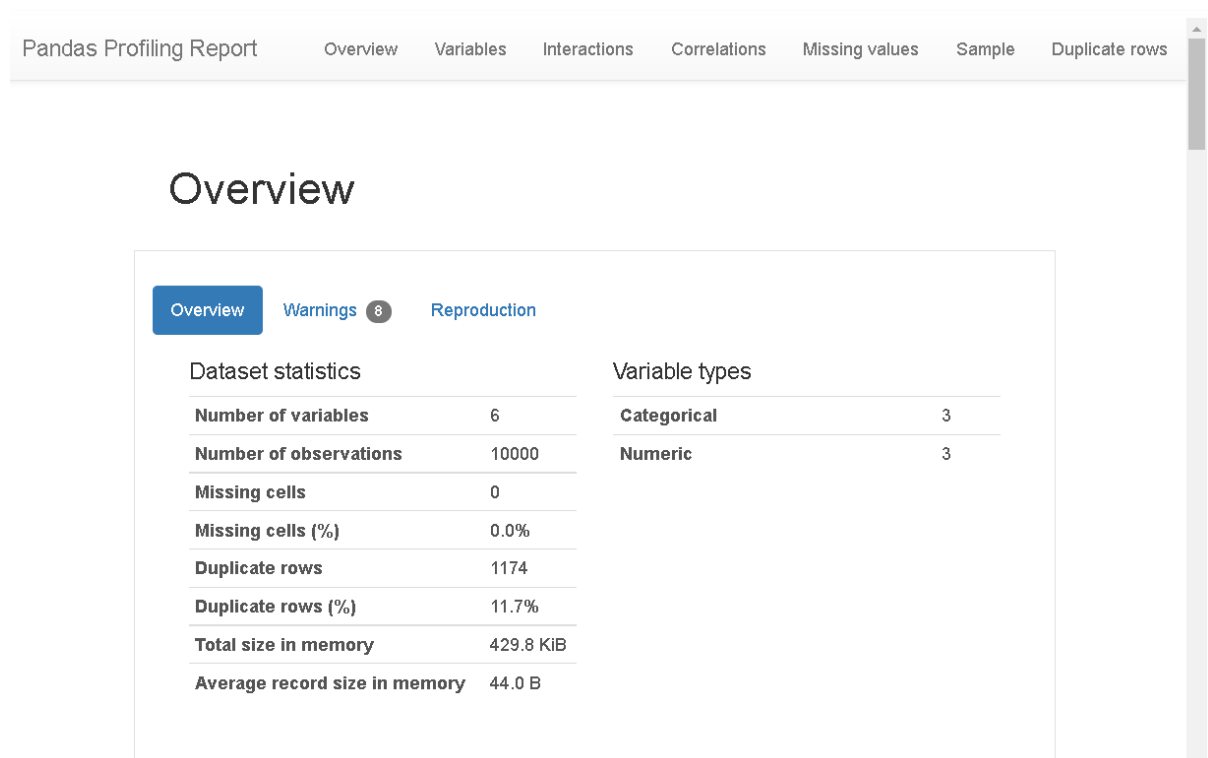 Pandas Profiling Report Overview Variables Interactions Correlations Missing values Sample Duplicate rows
Overview
Overview Warnings 8 Reproduction
Dataset statistics
Number of variables 6
Number of observations 10000
Missing cells 0
Missing cells (%) 0.0%
Duplicate rows 1174
Duplicate rows (%) 11.7%
Total size in memory 429.8 KiB
Average record size in memory 44.0 B
Variable types
Categorical 3
Numeric 3